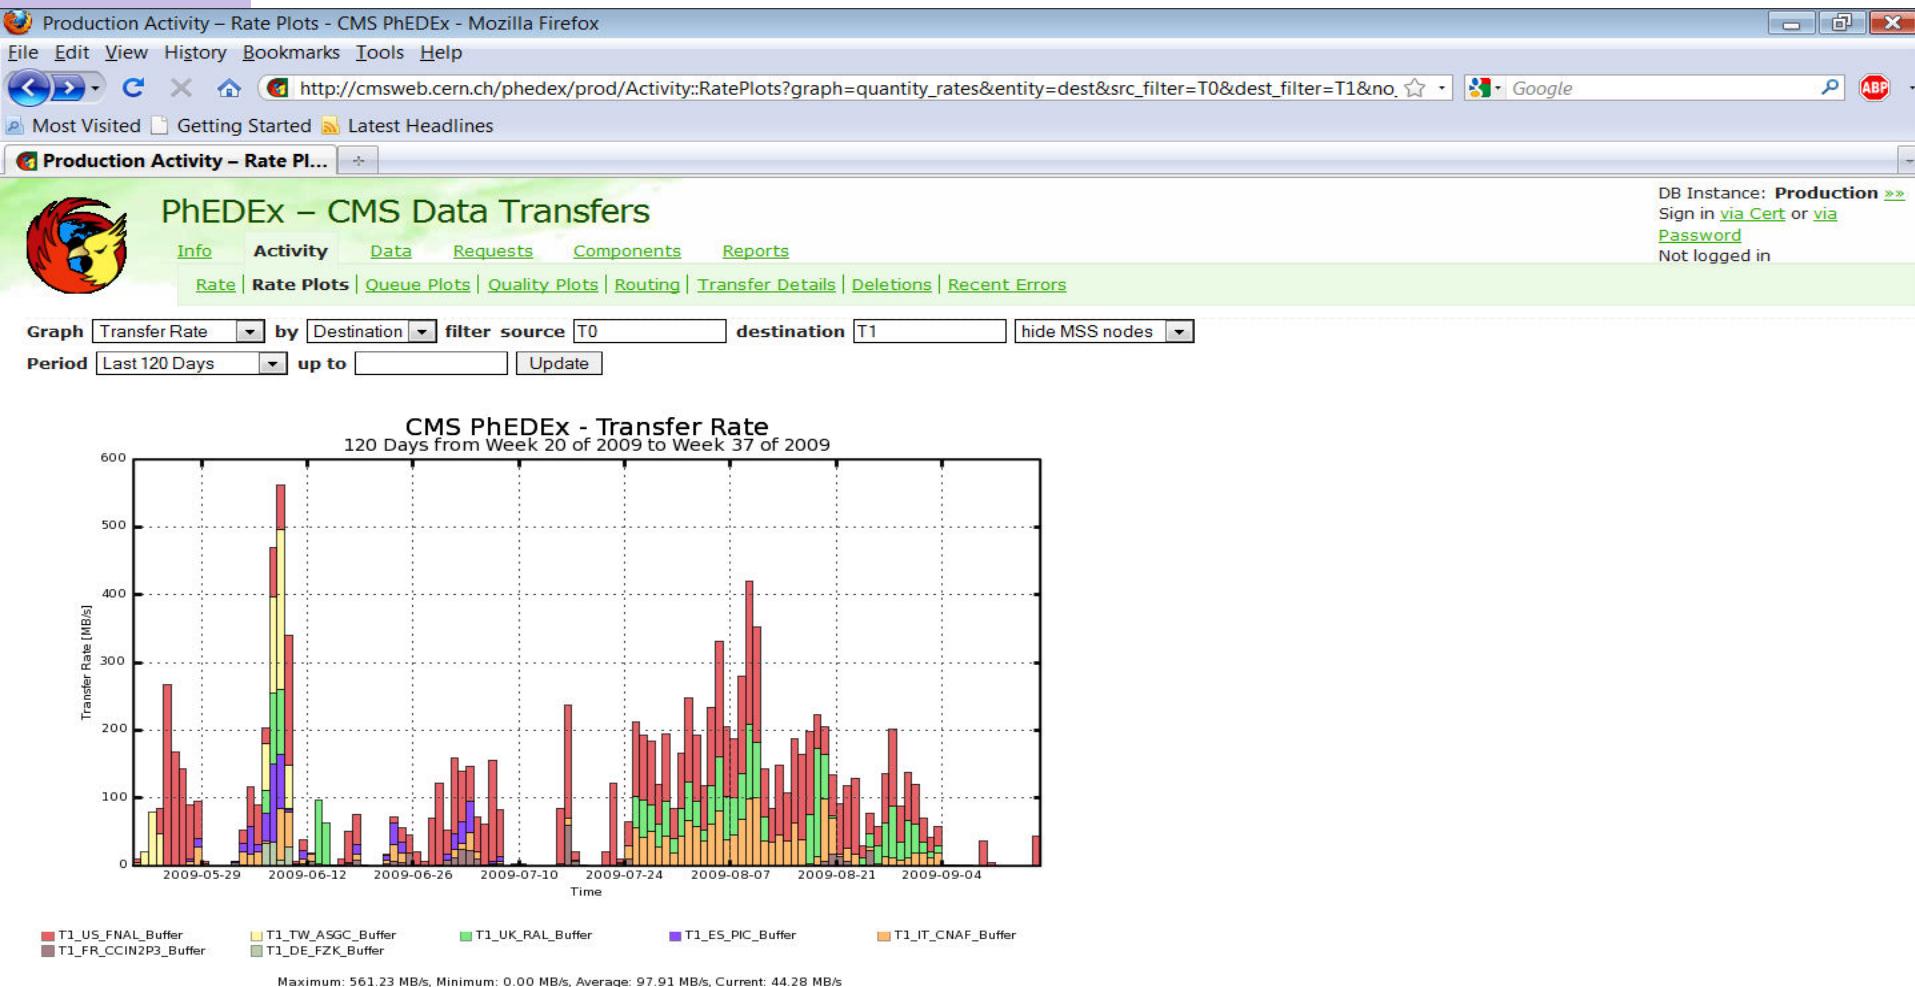 Production Activity – Rate Plots - CMS PhEDEx - Mozilla Firefox
File Edit View History Bookmarks Tools Help
http://cmsweb.cern.ch/phedex/prod/Activity::RatePlots?graph=quantity_rates&entity=dest&src_filter=T0&dest_filter=T1&no_ Google ABP
Most Visited Getting Started Latest Headlines
Production Activity – Rate Pl...
PhEDEx – CMS Data Transfers
DB Instance: Production »»
Sign in via Cert or via
Password
Not logged in
Info Activity Data Requests Components Reports
Rate | Rate Plots | Queue Plots | Quality Plots | Routing | Transfer Details | Deletions | Recent Errors
Graph Transfer Rate by Destination filter source T0 destination T1 hide MSS nodes
Period Last 120 Days up to Update
CMS PhEDEx - Transfer Rate
120 Days from Week 20 of 2009 to Week 37 of 2009
600
500
400
300
200
100
0
Transfer Rate [MB/s]
2009-05-29 2009-06-12 2009-06-26 2009-07-10 2009-07-24 2009-08-07 2009-08-21 2009-09-04
Time
T1_US_FNAL_Buffer T1_TW_ASGC_Buffer T1_UK_RAL_Buffer T1_ES_PIC_Buffer T1_IT_CNAF_Buffer
T1_FR_CCIN2P3_Buffer T1_DE_FZK_Buffer
Maximum: 561.23 MB/s, Minimum: 0.00 MB/s, Average: 97.91 MB/s, Current: 44.28 MB/s